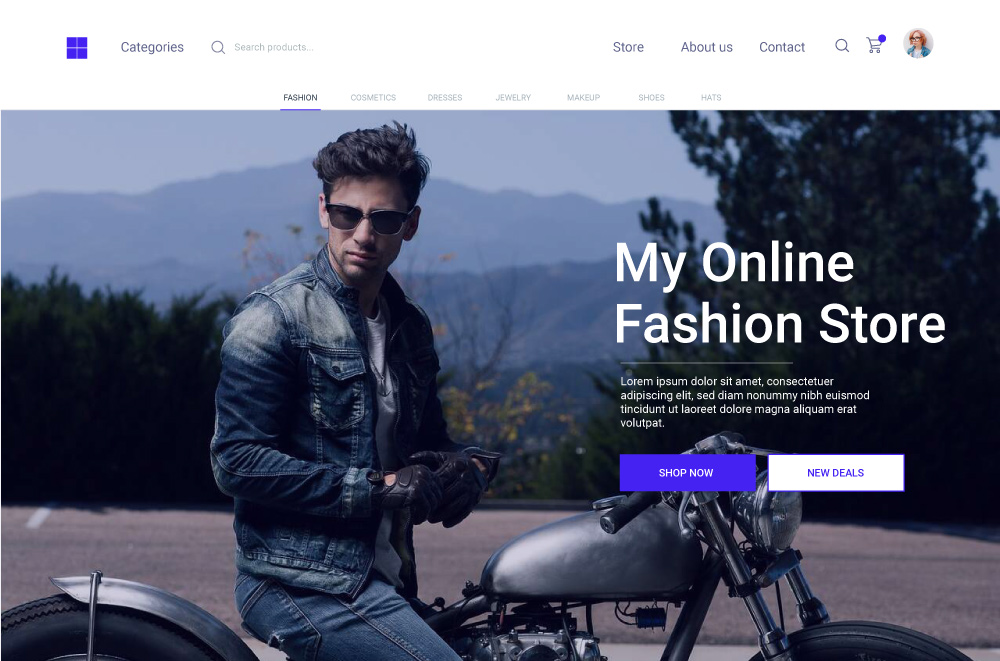 Categories
Search products...
Store
About us
Contact
FASHION
COSMETICS
DRESSES
JEWELRY
MAKEUP
SHOES
HATS
My Online
Fashion Store
Lorem ipsum dolor sit amet, consectetuer
adipiscing elit, sed diam nonummy nibh euismod
tincidunt ut laoreet dolore magna aliquam erat
volutpat.
SHOP NOW
NEW DEALS